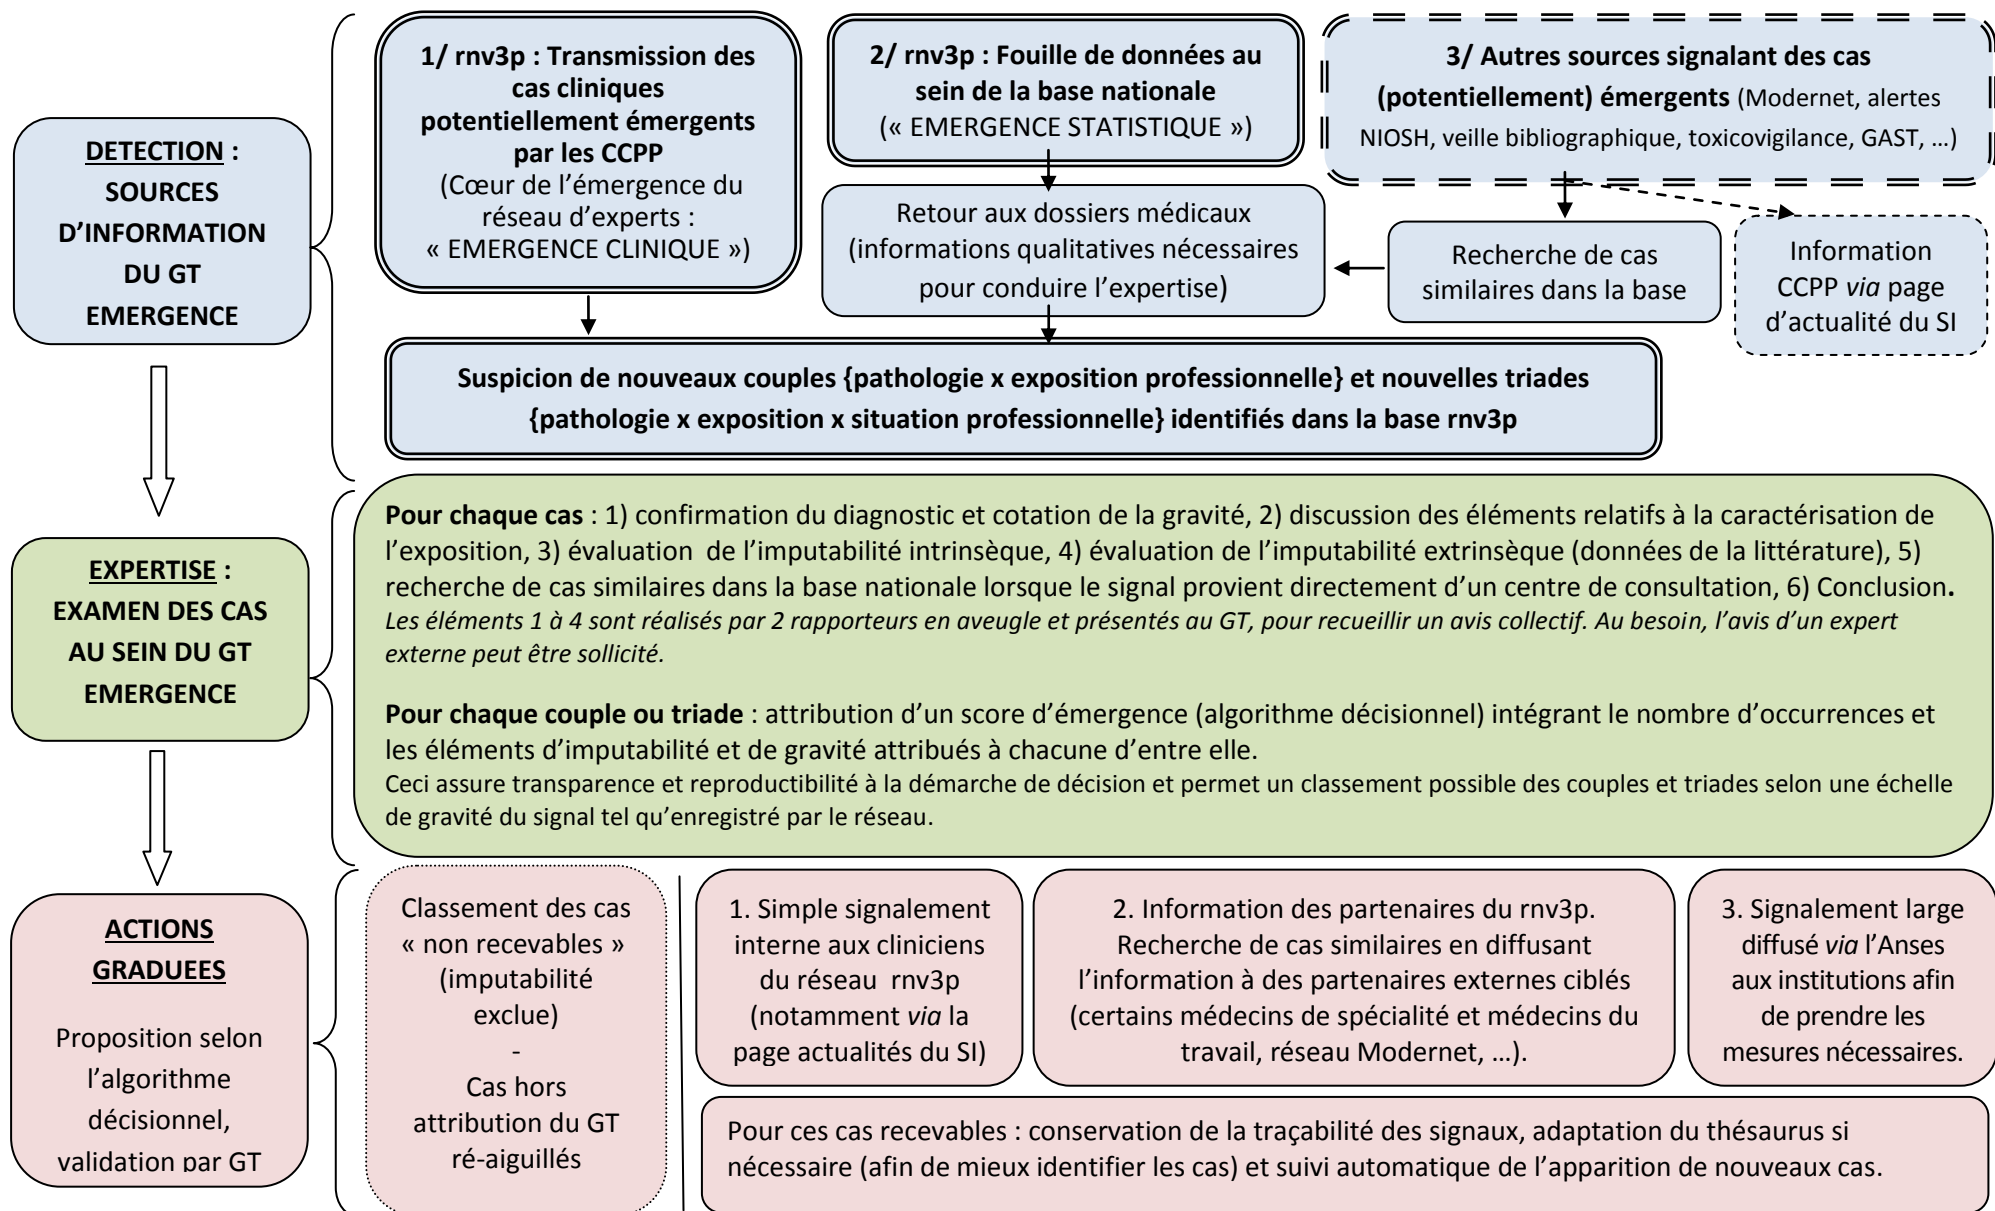 DETECTION :
SOURCES
D’INFORMATION
DU GT
EMERGENCE
1/ rnv3p : Transmission des
cas cliniques
potentiellement émergents
par les CCPP
(Cœur de l’émergence du
réseau d’experts :
« EMERGENCE CLINIQUE »)
2/ rnv3p : Fouille de données au
sein de la base nationale
(« EMERGENCE STATISTIQUE »)
3/ Autres sources signalant des cas
(potentiellement) émergents (Modernet, alertes
NIOSH, veille bibliographique, toxicovigilance, GAST, …)
Retour aux dossiers médicaux
(informations qualitatives nécessaires
pour conduire l’expertise)
Recherche de cas
similaires dans la base
Information
CCPP via page
d’actualité du SI
Suspicion de nouveaux couples {pathologie x exposition professionnelle} et nouvelles triades
{pathologie x exposition x situation professionnelle} identifiés dans la base rnv3p
EXPERTISE :
EXAMEN DES CAS
AU SEIN DU GT
EMERGENCE
Pour chaque cas : 1) confirmation du diagnostic et cotation de la gravité, 2) discussion des éléments relatifs à la caractérisation de
l’exposition, 3) évaluation de l’imputabilité intrinsèque, 4) évaluation de l’imputabilité extrinsèque (données de la littérature), 5)
recherche de cas similaires dans la base nationale lorsque le signal provient directement d’un centre de consultation, 6) Conclusion.
Les éléments 1 à 4 sont réalisés par 2 rapporteurs en aveugle et présentés au GT, pour recueillir un avis collectif. Au besoin, l’avis d’un expert
externe peut être sollicité.
Pour chaque couple ou triade : attribution d’un score d’émergence (algorithme décisionnel) intégrant le nombre d’occurrences et
les éléments d’imputabilité et de gravité attribués à chacune d’entre elle.
Ceci assure transparence et reproductibilité à la démarche de décision et permet un classement possible des couples et triades selon une échelle
de gravité du signal tel qu’enregistré par le réseau.
ACTIONS
GRADUEES
Proposition selon
l’algorithme
décisionnel,
validation par GT
Classement des cas
« non recevables »
(imputabilité
exclue)
-
Cas hors
attribution du GT
ré-aiguillés
1. Simple signalement
interne aux cliniciens
du réseau rnv3p
(notamment via la
page actualités du SI)
2. Information des partenaires du rnv3p.
Recherche de cas similaires en diffusant
l’information à des partenaires externes ciblés
(certains médecins de spécialité et médecins du
travail, réseau Modernet, …).
3. Signalement large
diffusé via l’Anses
aux institutions afin
de prendre les
mesures nécessaires.
Pour ces cas recevables : conservation de la traçabilité des signaux, adaptation du thésaurus si
nécessaire (afin de mieux identifier les cas) et suivi automatique de l’apparition de nouveaux cas.